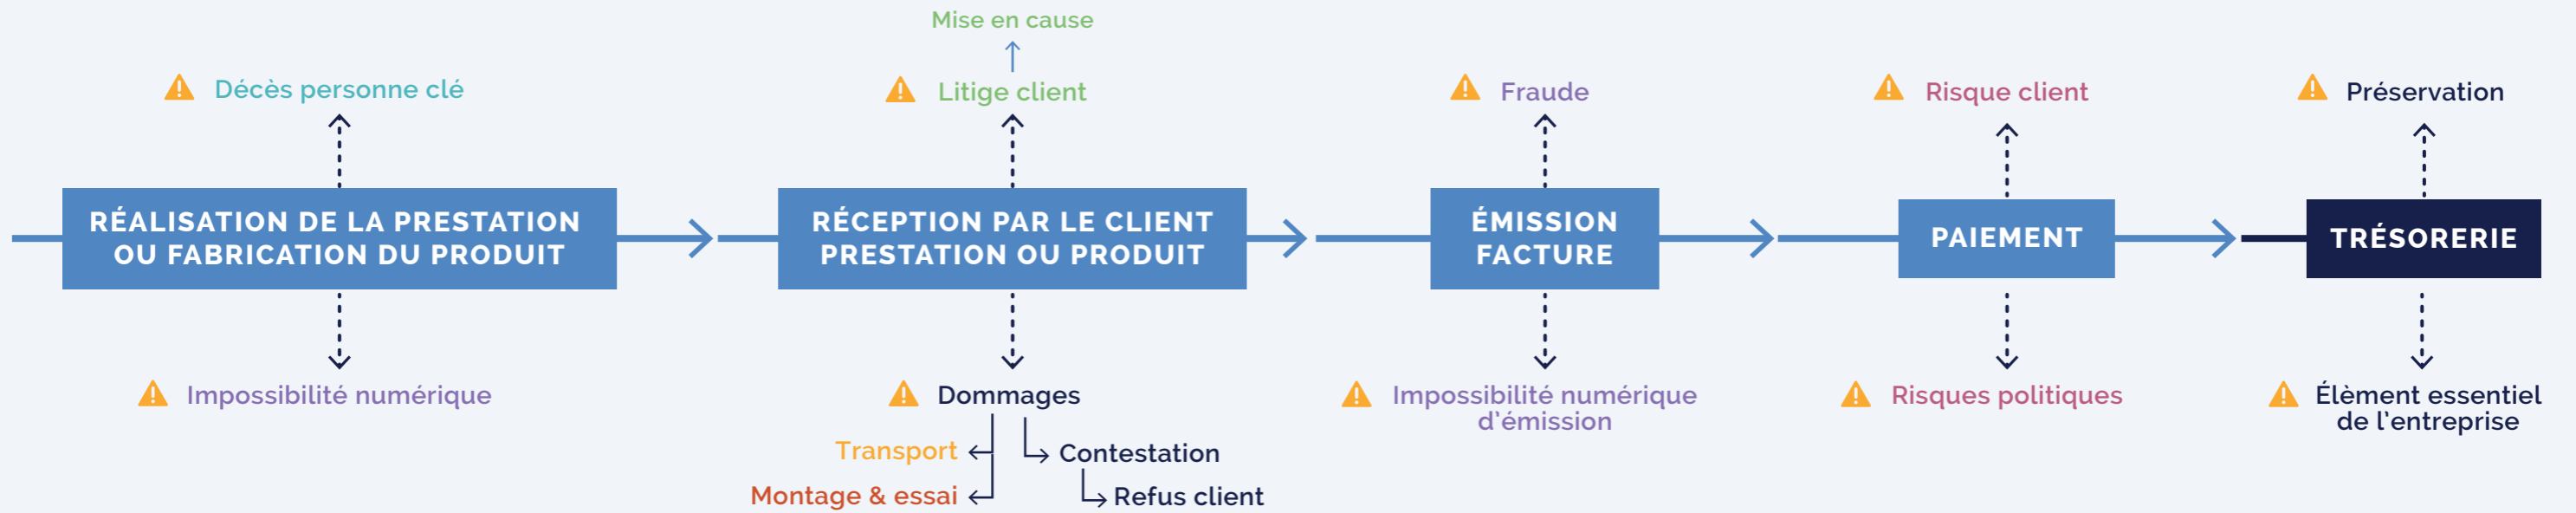 Mise en cause
Décès personne clé
Litige client
Fraude
Risque client
Préservation
RÉALISATION DE LA PRESTATION
OU FABRICATION DU PRODUIT
RÉCEPTION PAR LE CLIENT
PRESTATION OU PRODUIT
ÉMISSION
FACTURE
PAIEMENT
TRÉSORERIE
Impossibilité numérique
Dommages
Transport
Montage & essai
Contestation
Refus client
Impossibilité numérique
d'émission
Risques politiques
Élèment essentiel
de l'entreprise